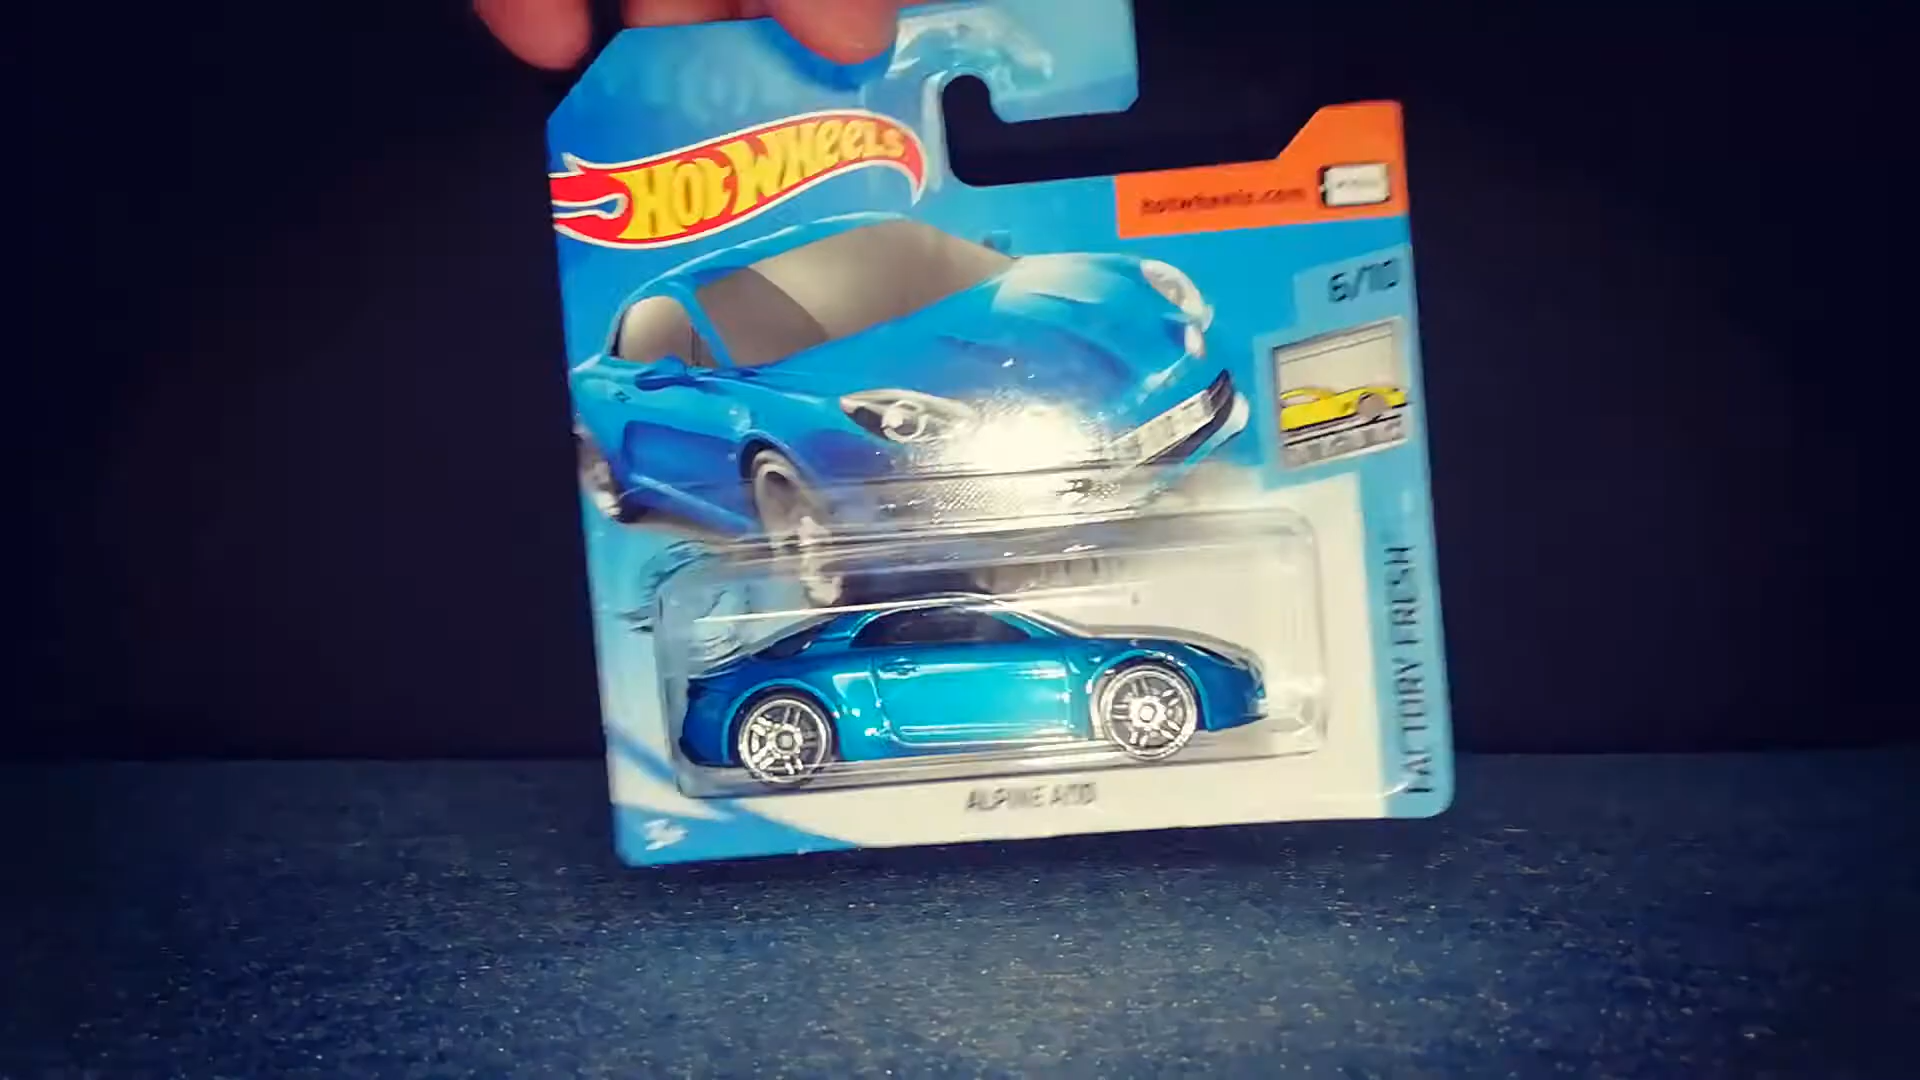 HOT WHEELS
hotwheels.com
6/10
FACTORY FRESH
ALPINE A110